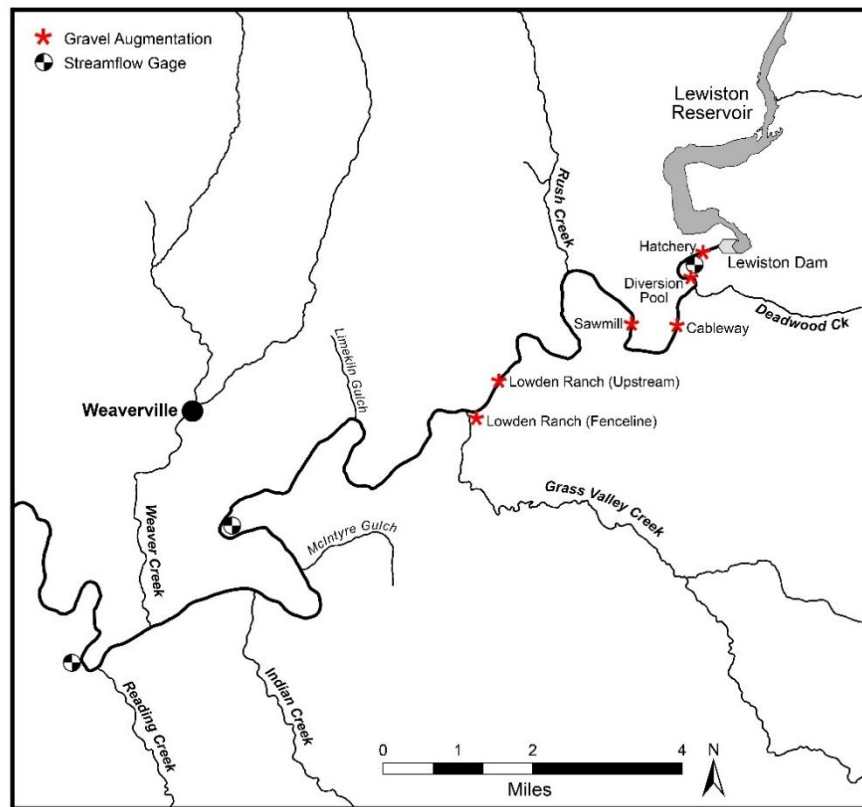 Gravel Augmentation
Streamflow Gage
Lewiston
Reservoir
Rush Creek
Hatchery
Lewiston Dam
Diversion
Pool
Deadwood Ck
Sawmill
Cableway
Limekiln Gulch
Lowden Ranch (Upstream)
Weaverville
Lowden Ranch (Fenceline)
Grass Valley Creek
Weaver Creek
McIntyre Gulch
Reading Creek
Indian Creek
0 1 2 4
N
Miles